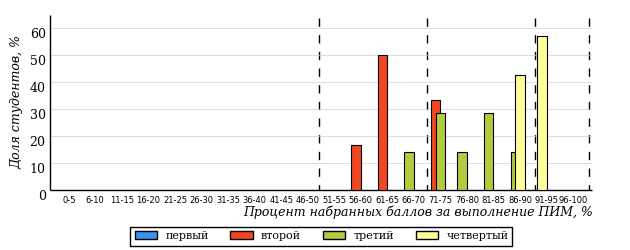 Доля студентов, %
60
50
40
30
20
10
0
0-5 6-10 11-15 16-20 21-25 26-30 31-35 36-40 41-45 46-50 51-55 56-60 61-65 66-70 71-75 76-80 81-85 86-90 91-95 96-100
Процент набранных баллов за выполнение ПИМ, %
первый второй третий четвертый